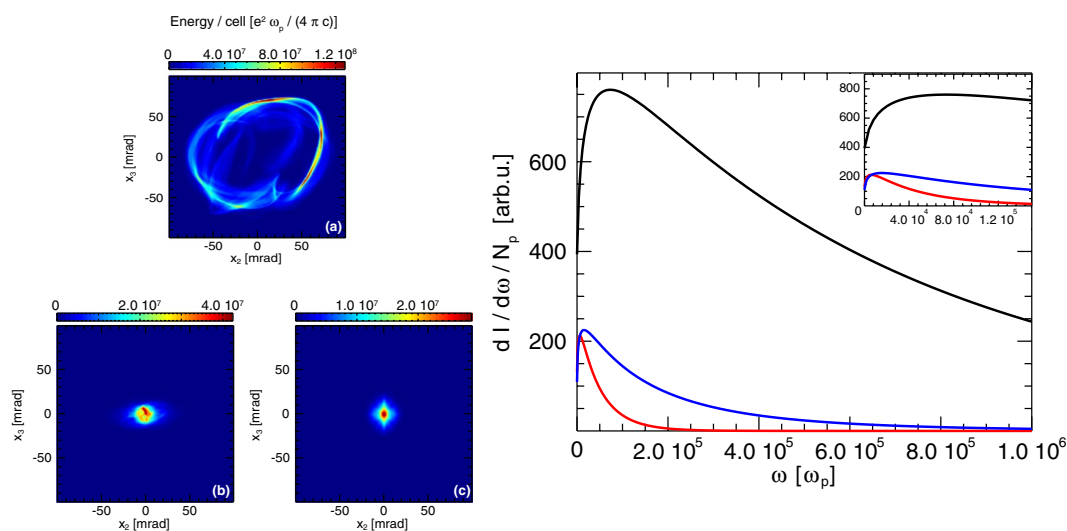 Energy / cell [e² ω_p / (4 π c)]
0 4.0 10⁷ 8.0 10⁷ 1.2 10⁸
50
0
-50
x₃ [mrad]
(a)
-50 0 50
x₂ [mrad]
0 2.0 10⁷ 4.0 10⁷
50
0
-50
x₃ [mrad]
(b)
-50 0 50
x₂ [mrad]
0 1.0 10⁷ 2.0 10⁷
50
0
-50
x₃ [mrad]
(c)
-50 0 50
x₂ [mrad]
d I / dω / N_p [arb.u.]
600
400
200
0 2.0 10⁵ 4.0 10⁵ 6.0 10⁵ 8.0 10⁵ 1.0 10⁶
ω [ω_p]
800
600
400
200
0
0 4.0 10⁴ 8.0 10⁴ 1.2 10⁵